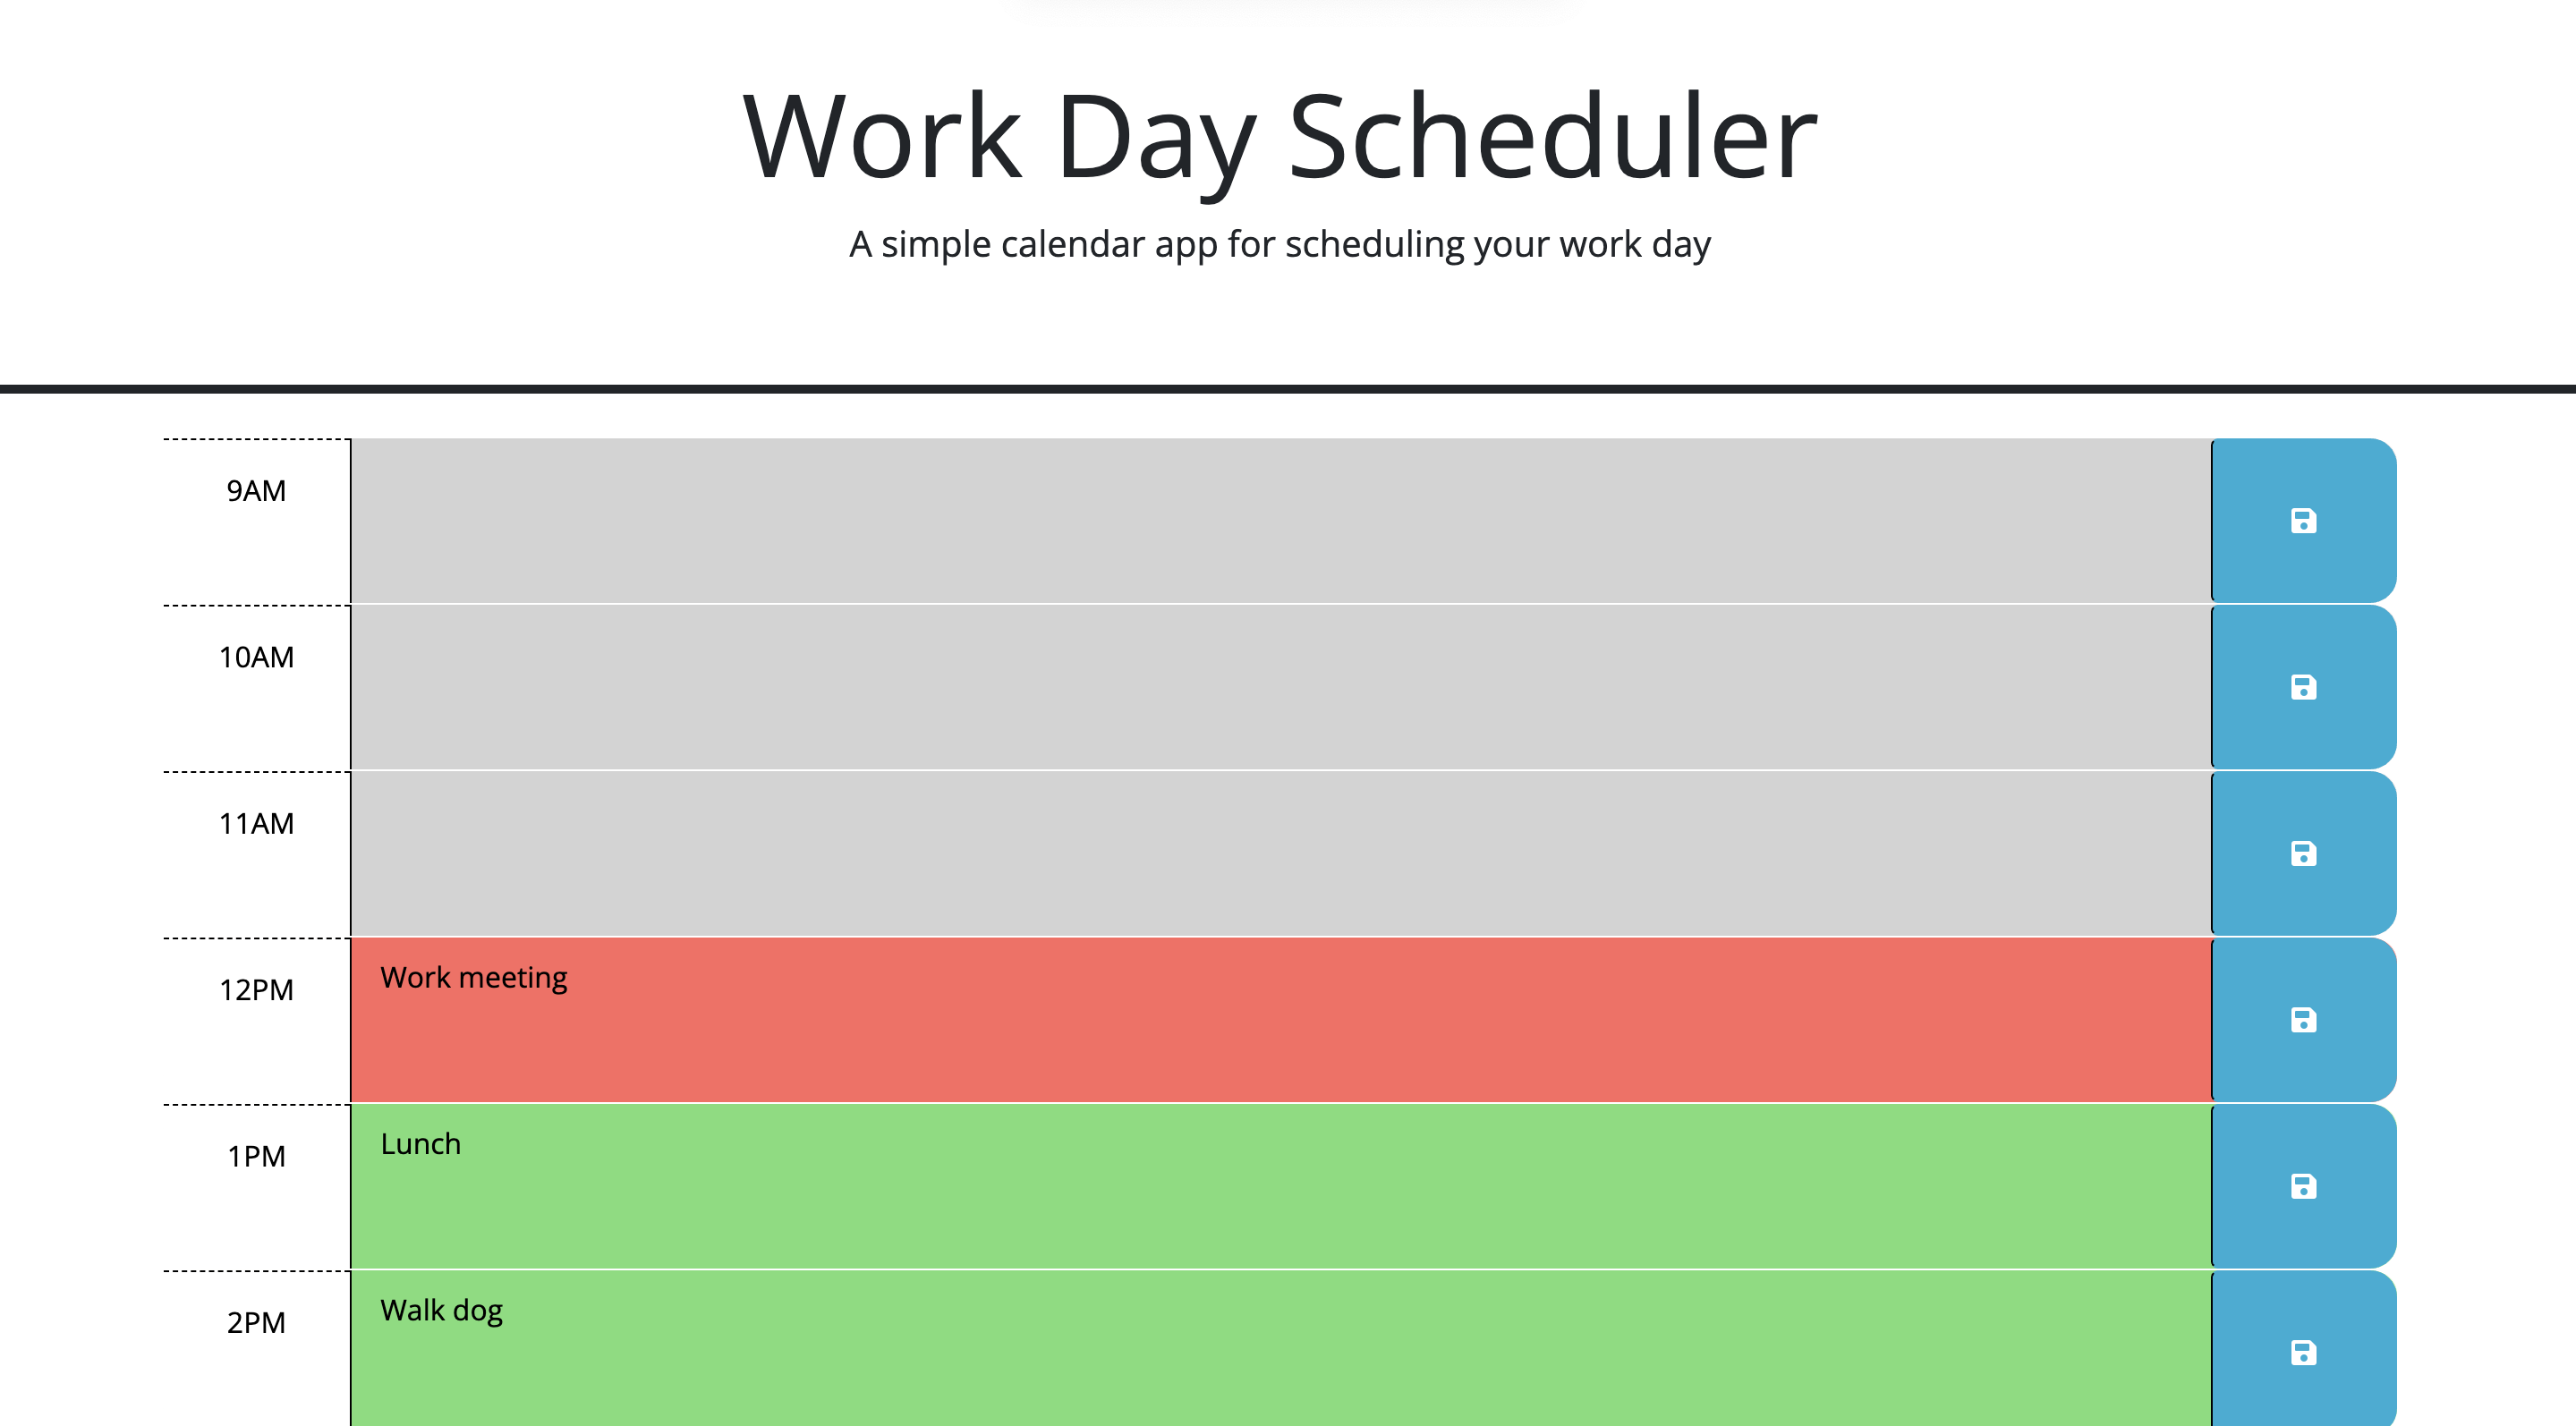 Work Day Scheduler
A simple calendar app for scheduling your work day
9AM
10AM
11AM
12PM
Work meeting
1PM
Lunch
2PM
Walk dog